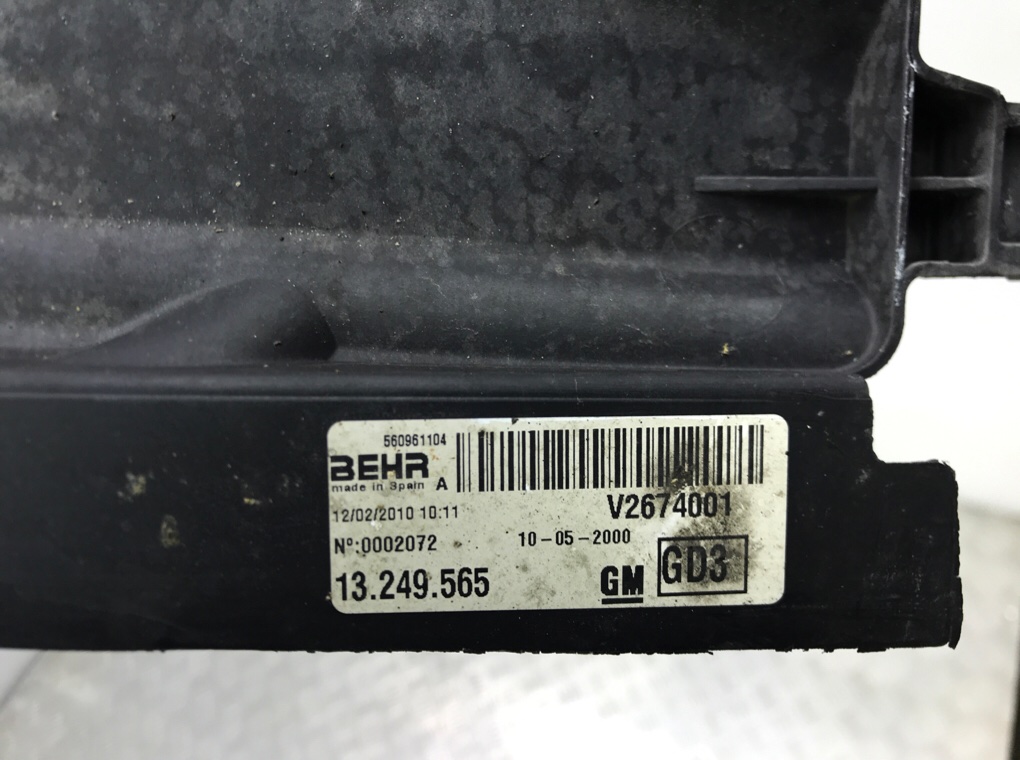 560961104
BEHR
made in Spain A
V2674001
12/02/2010 10:11
Nº:0002072 10-05-2000
13.249.565 GM GD3